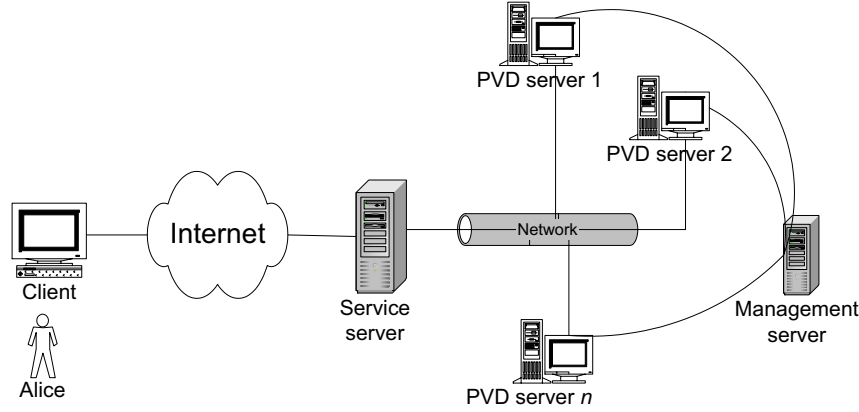 PVD server 1
PVD server 2
Internet
Network
Client
Service
server
Management
server
Alice
PVD server n